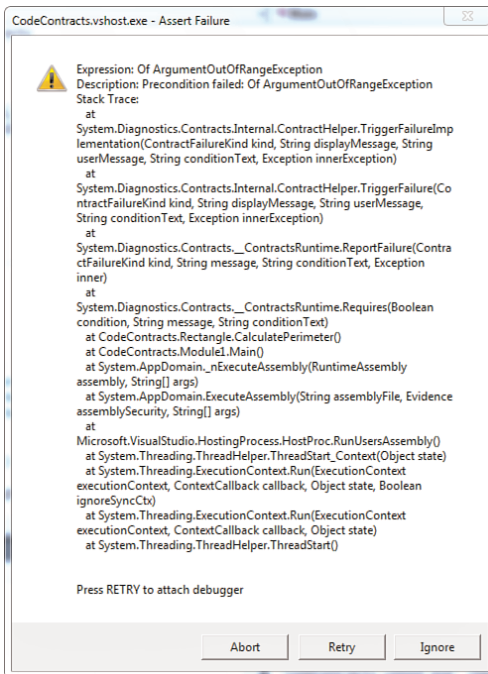 CodeContracts.vshost.exe - Assert Failure
Expression: Of ArgumentOutOfRangeException
Description: Precondition failed: Of ArgumentOutOfRangeException
Stack Trace:
at
System.Diagnostics.Contracts.Internal.ContractHelper.TriggerFailureImp
lementation(ContractFailureKind kind, String displayMessage, String
userMessage, String conditionText, Exception innerException)
at
System.Diagnostics.Contracts.Internal.ContractHelper.TriggerFailure(Co
ntractFailureKind kind, String displayMessage, String userMessage,
String conditionText, Exception innerException)
at
System.Diagnostics.Contracts.__ContractsRuntime.ReportFailure(Contra
ctFailureKind kind, String message, String conditionText, Exception
inner)
at
System.Diagnostics.Contracts.__ContractsRuntime.Requires(Boolean
condition, String message, String conditionText)
at CodeContracts.Rectangle.CalculatePerimeter()
at CodeContracts.Module1.Main()
at System.AppDomain._nExecuteAssembly(RuntimeAssembly
assembly, String[] args)
at System.AppDomain.ExecuteAssembly(String assemblyFile, Evidence
assemblySecurity, String[] args)
at
Microsoft.VisualStudio.HostingProcess.HostProc.RunUsersAssembly()
at System.Threading.ThreadHelper.ThreadStart_Context(Object state)
at System.Threading.ExecutionContext.Run(ExecutionContext
executionContext, ContextCallback callback, Object state, Boolean
ignoreSyncCtx)
at System.Threading.ExecutionContext.Run(ExecutionContext
executionContext, ContextCallback callback, Object state)
at System.Threading.ThreadHelper.ThreadStart()
Press RETRY to attach debugger
Abort Retry Ignore